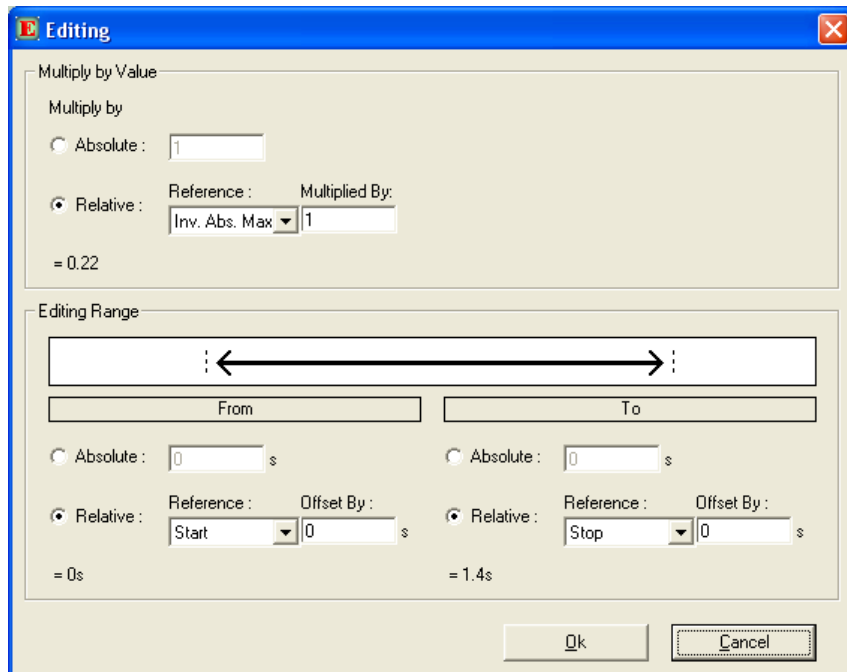 E Editing
Multiply by Value
Multiply by
Absolute : 1
Reference : Multiplied By:
Relative : Inv. Abs. Max 1
= 0.22
Editing Range
From To
Absolute : 0 s Absolute : 0 s
Reference : Offset By : Reference : Offset By :
Relative : Start 0 s Relative : Stop 0 s
= 0s = 1.4s
Ok Cancel